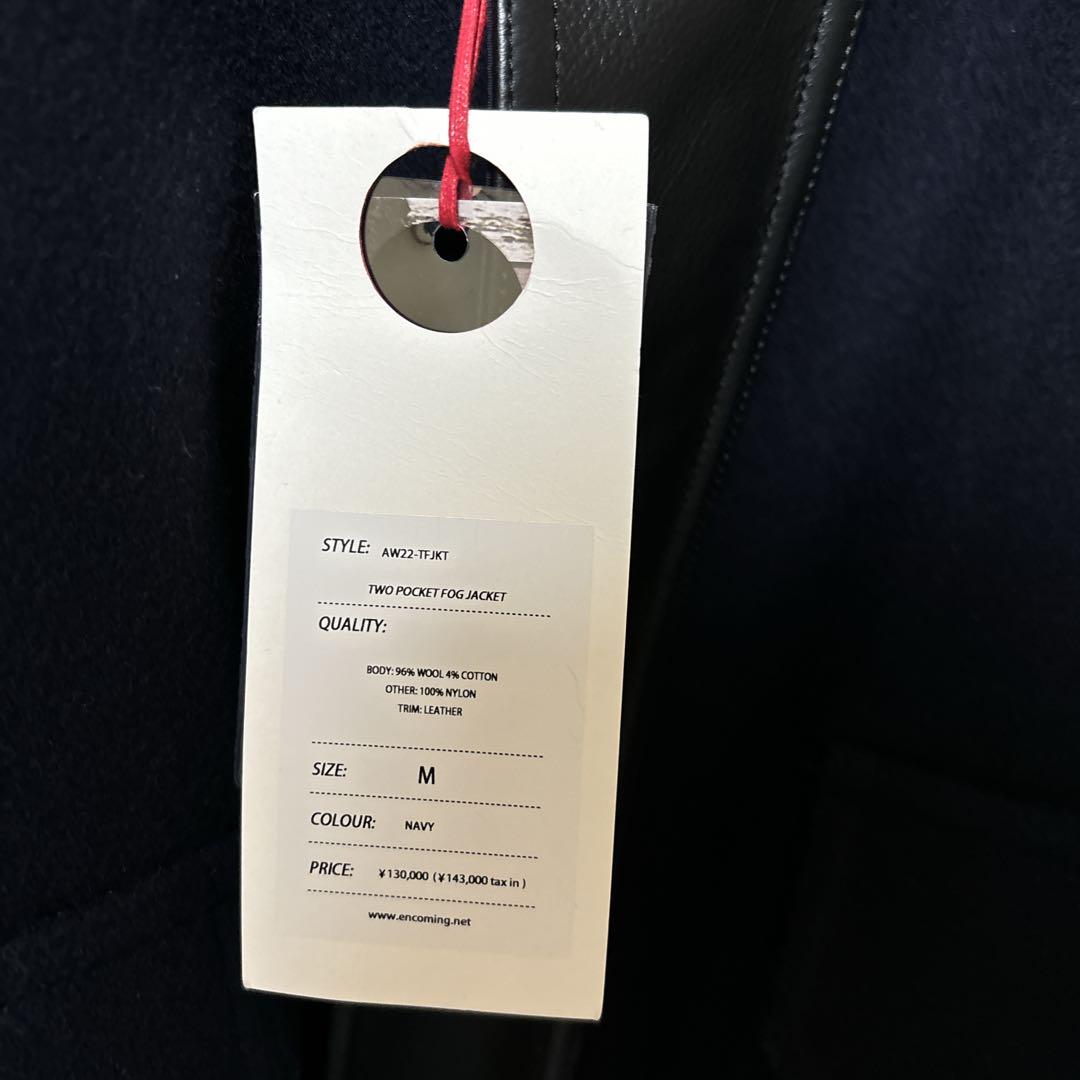 STYLE: AW22-TFJKT
TWO POCKET FOG JACKET
QUALITY:
BODY: 96% WOOL 4% COTTON
OTHER: 100% NYLON
TRIM: LEATHER
SIZE: M
COLOUR: NAVY
PRICE: ¥130,000 (¥143,000 tax in)
www.encoming.net